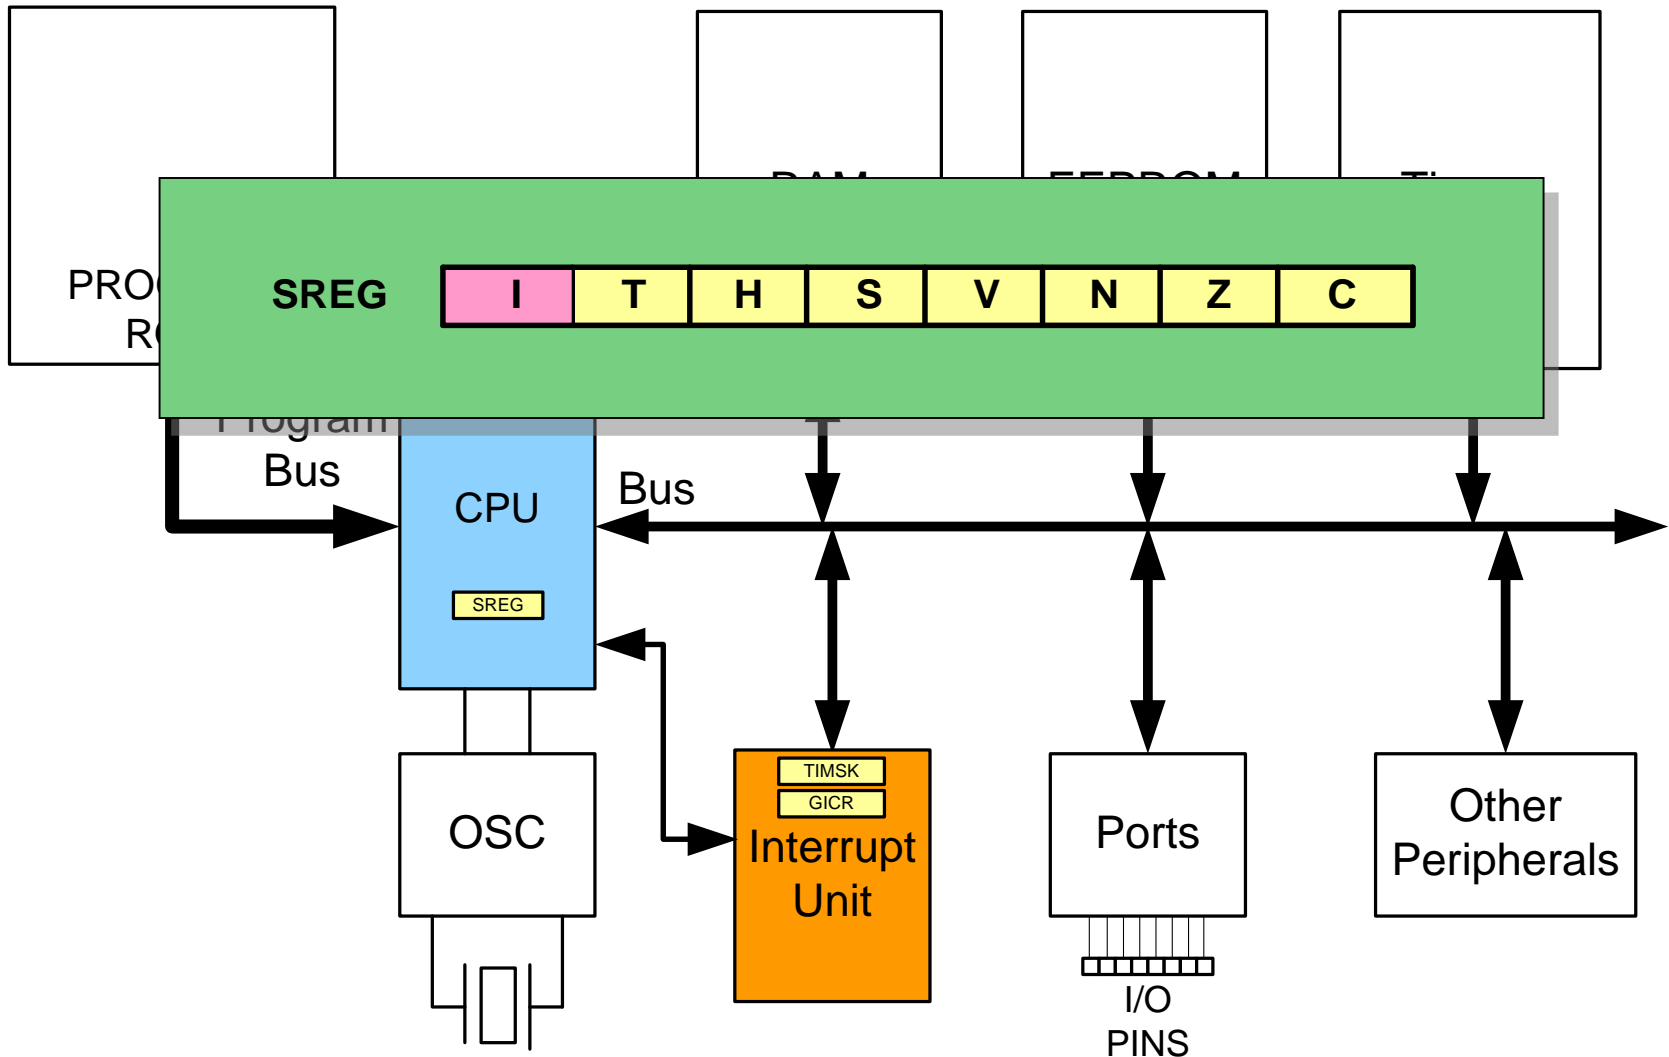 SREG I T H S V N Z C
Bus
Bus
CPU
SREG
TIMSK
GICR
OSC
Interrupt
Unit
Ports
Other
Peripherals
I/O
PINS